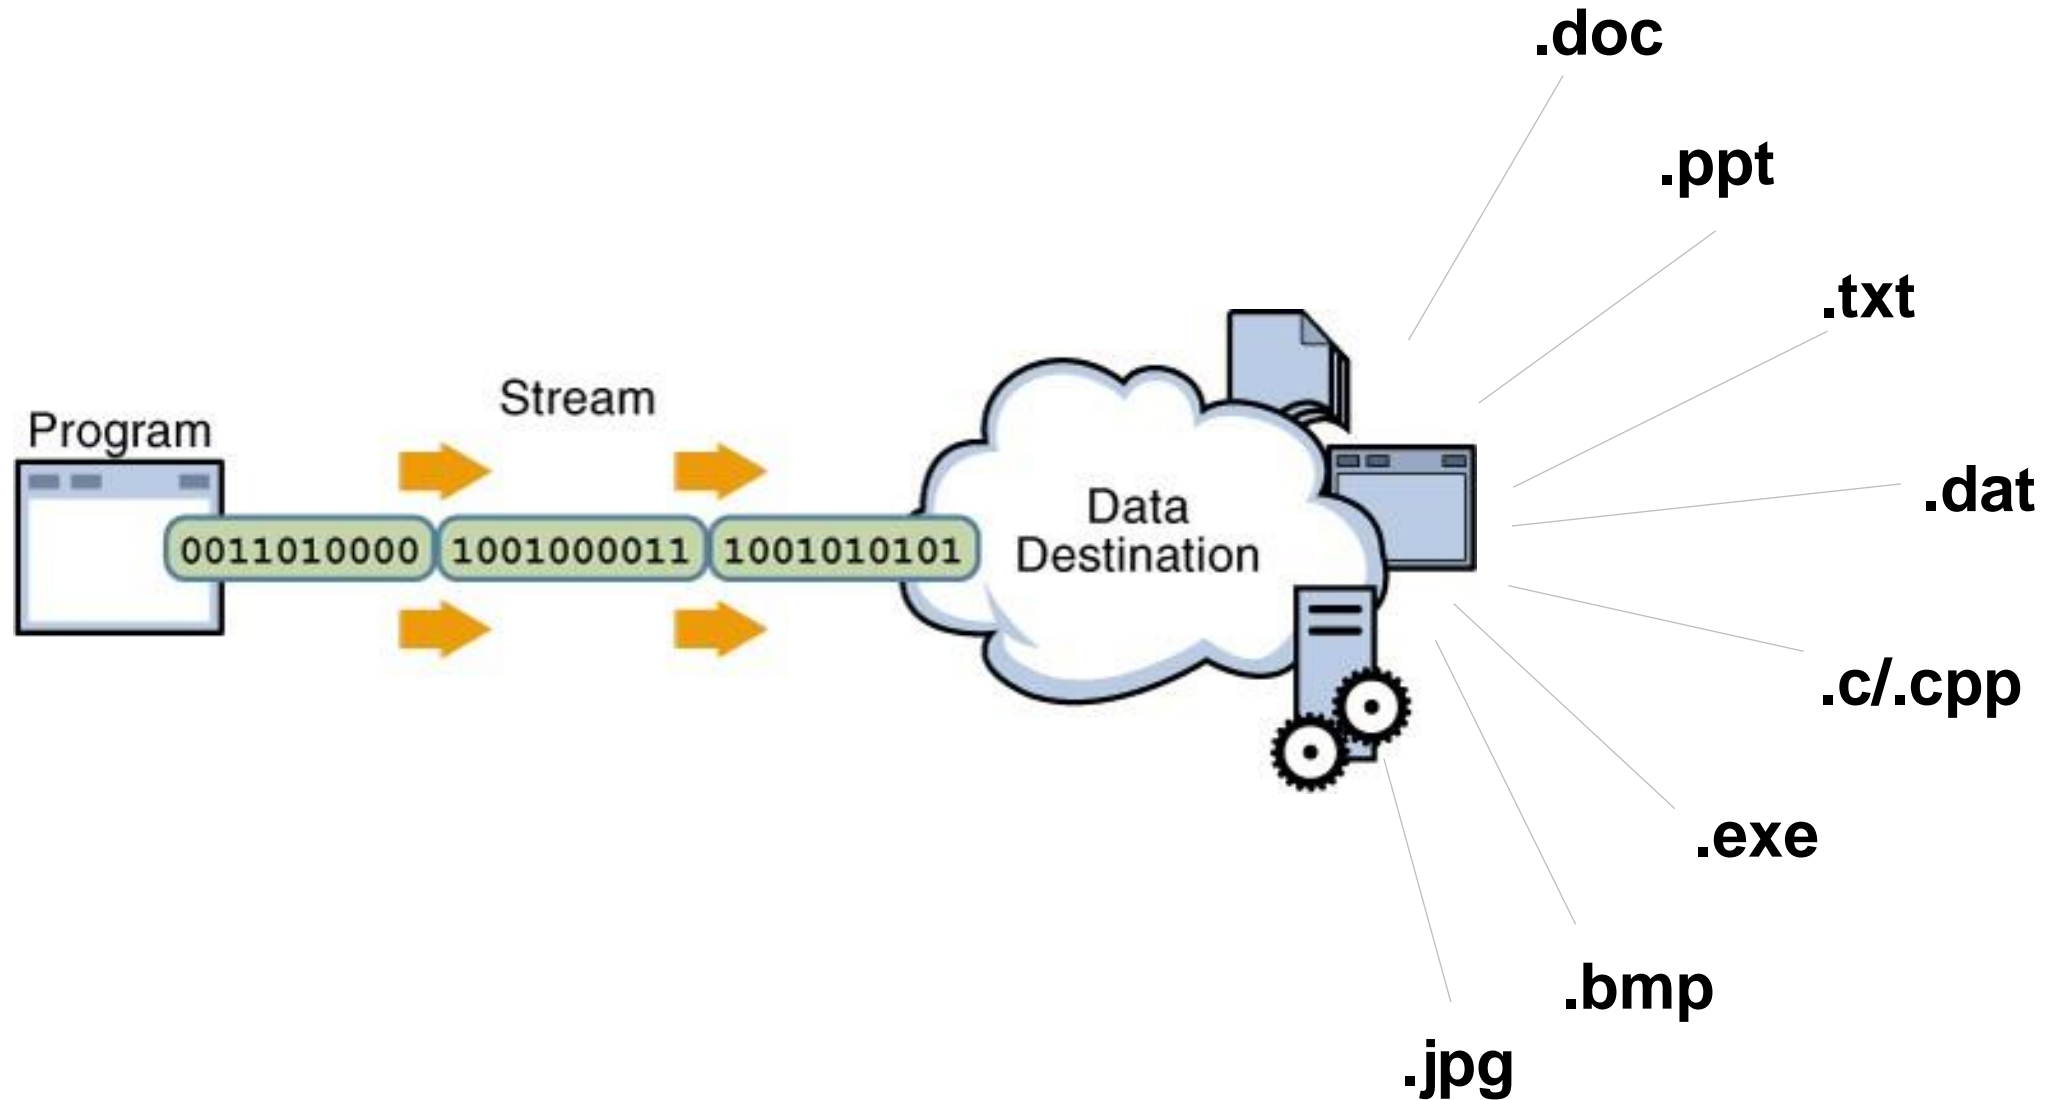 .doc
.ppt
.txt
Stream
Program
.dat
Data
Destination
0011010000 1001000011 1001010101
.c/.cpp
.exe
.bmp
.jpg